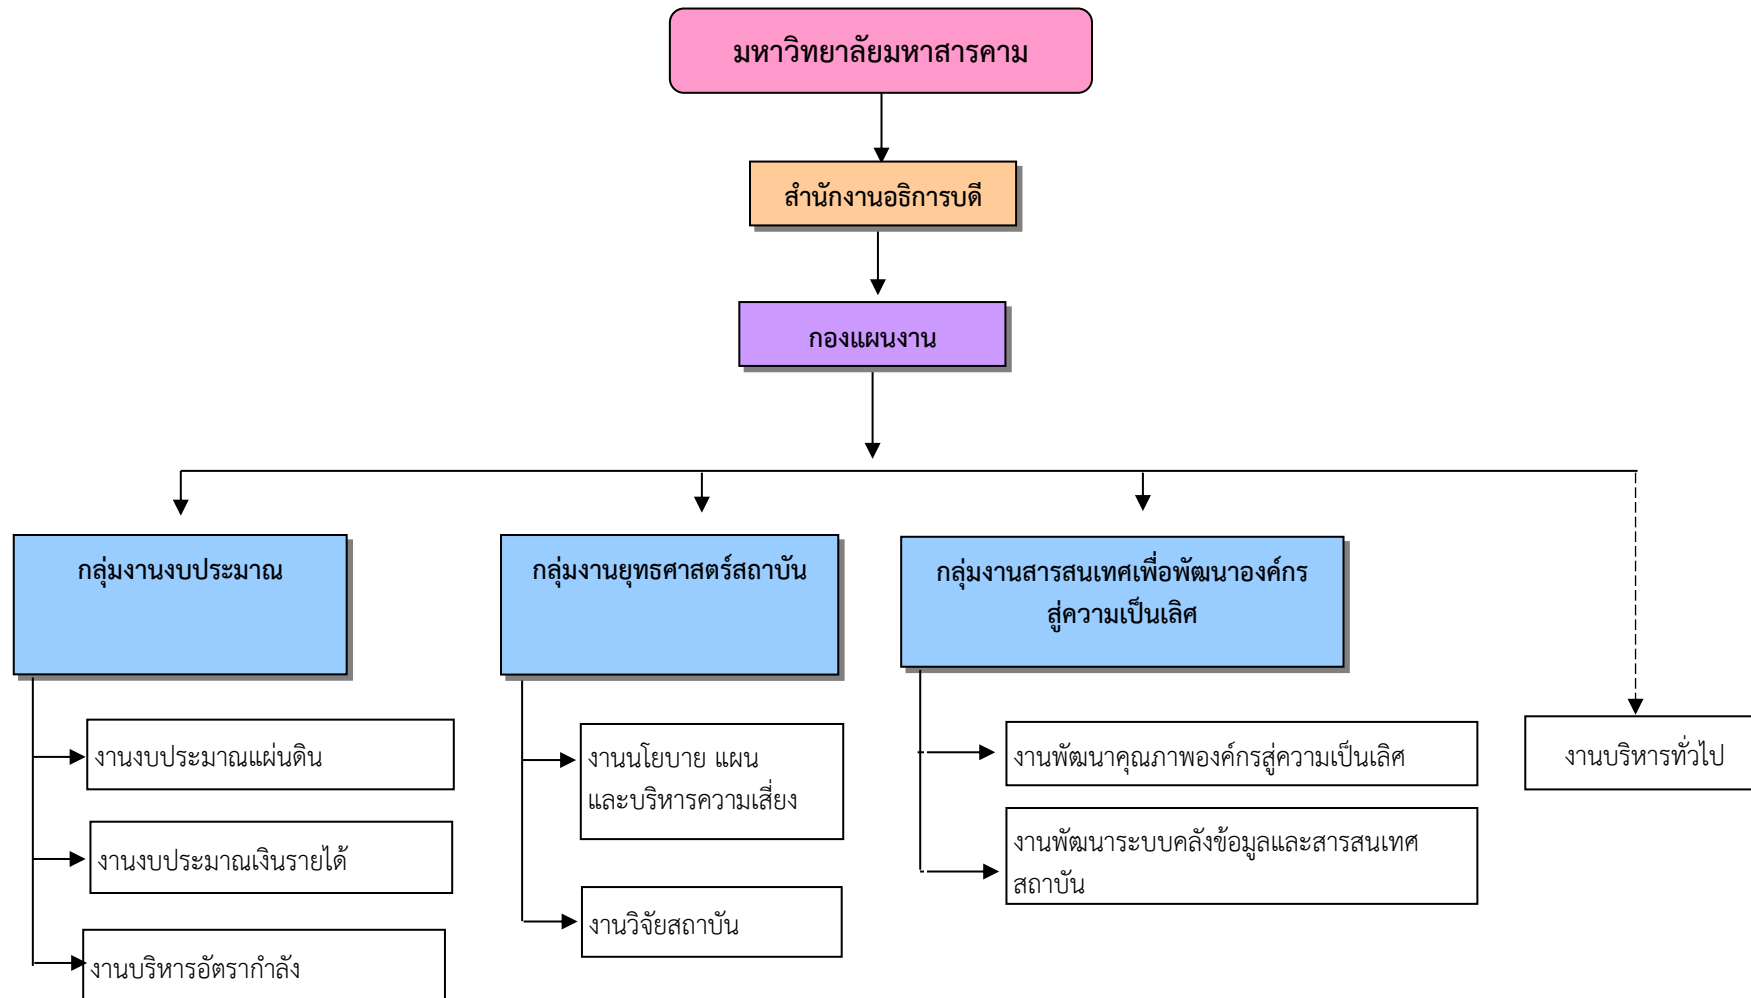 มหาวิทยาลัยมหาสารคาม
สำนักงานอธิการบดี
กองแผนงาน
กลุ่มงานงบประมาณ
กลุ่มงานยุทธศาสตร์สถาบัน
กลุ่มงานสารสนเทศเพื่อพัฒนาองค์กร
สู่ความเป็นเลิศ
งานงบประมาณแผ่นดิน
งานงบประมาณเงินรายได้
งานบริหารอัตรากำลัง
งานนโยบาย แผน
และบริหารความเสี่ยง
งานวิจัยสถาบัน
งานพัฒนาคุณภาพองค์กรสู่ความเป็นเลิศ
งานพัฒนาระบบคลังข้อมูลและสารสนเทศ
สถาบัน
งานบริหารทั่วไป